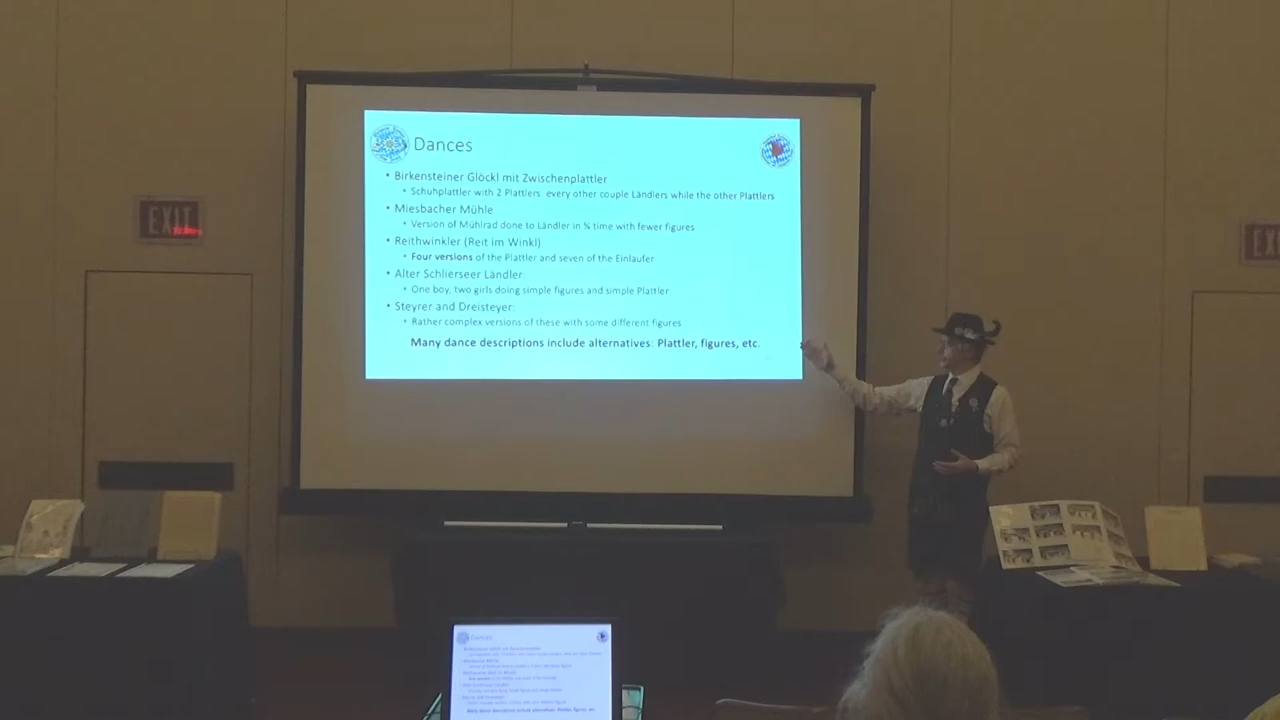 Dances
• Birkensteiner Glöckl mit Zwischenplattler
• Schuhplattler with 2 Plattlers: every other couple Ländlers while the other Plattlers
• Miesbacher Mühle
• Version of Mühlrad done to Ländler in ¾ time with fewer figures
• Reithwinkler (Reit im Winkl)
• Four versions of the Plattler and seven of the Einlaufer
• Alter Schlierseer Ländler:
• One boy, two girls doing simple figures and simple Plattler
• Steyrer and Dreisteyer:
• Rather complex versions of these with some different figures
Many dance descriptions include alternatives: Plattler, figures, etc.
EXIT
EX
Dances